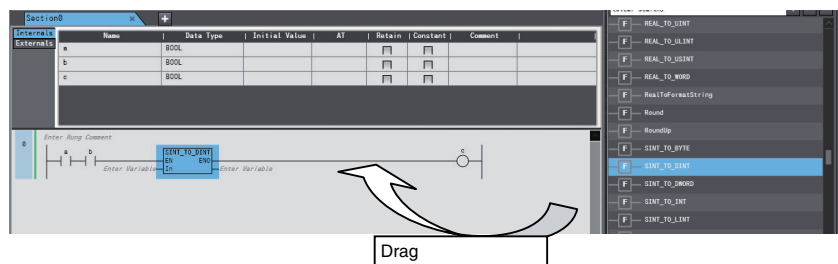 Section0 × +
Internals
Externals
Name | Data Type | Initial Value | AT | Retain | Constant | Comment
a BOOL
b BOOL
c BOOL
0
Enter Rung Comment
a b c
SINT_TO_DINT
EN ENO
Enter Variable In Enter Variable
Drag
F REAL_TO_UINT
F REAL_TO_ULINT
F REAL_TO_USINT
F REAL_TO_WORD
F RealToFormatString
F Round
F RoundUp
F SINT_TO_BYTE
F SINT_TO_DINT
F SINT_TO_DWORD
F SINT_TO_INT
F SINT_TO_LINT